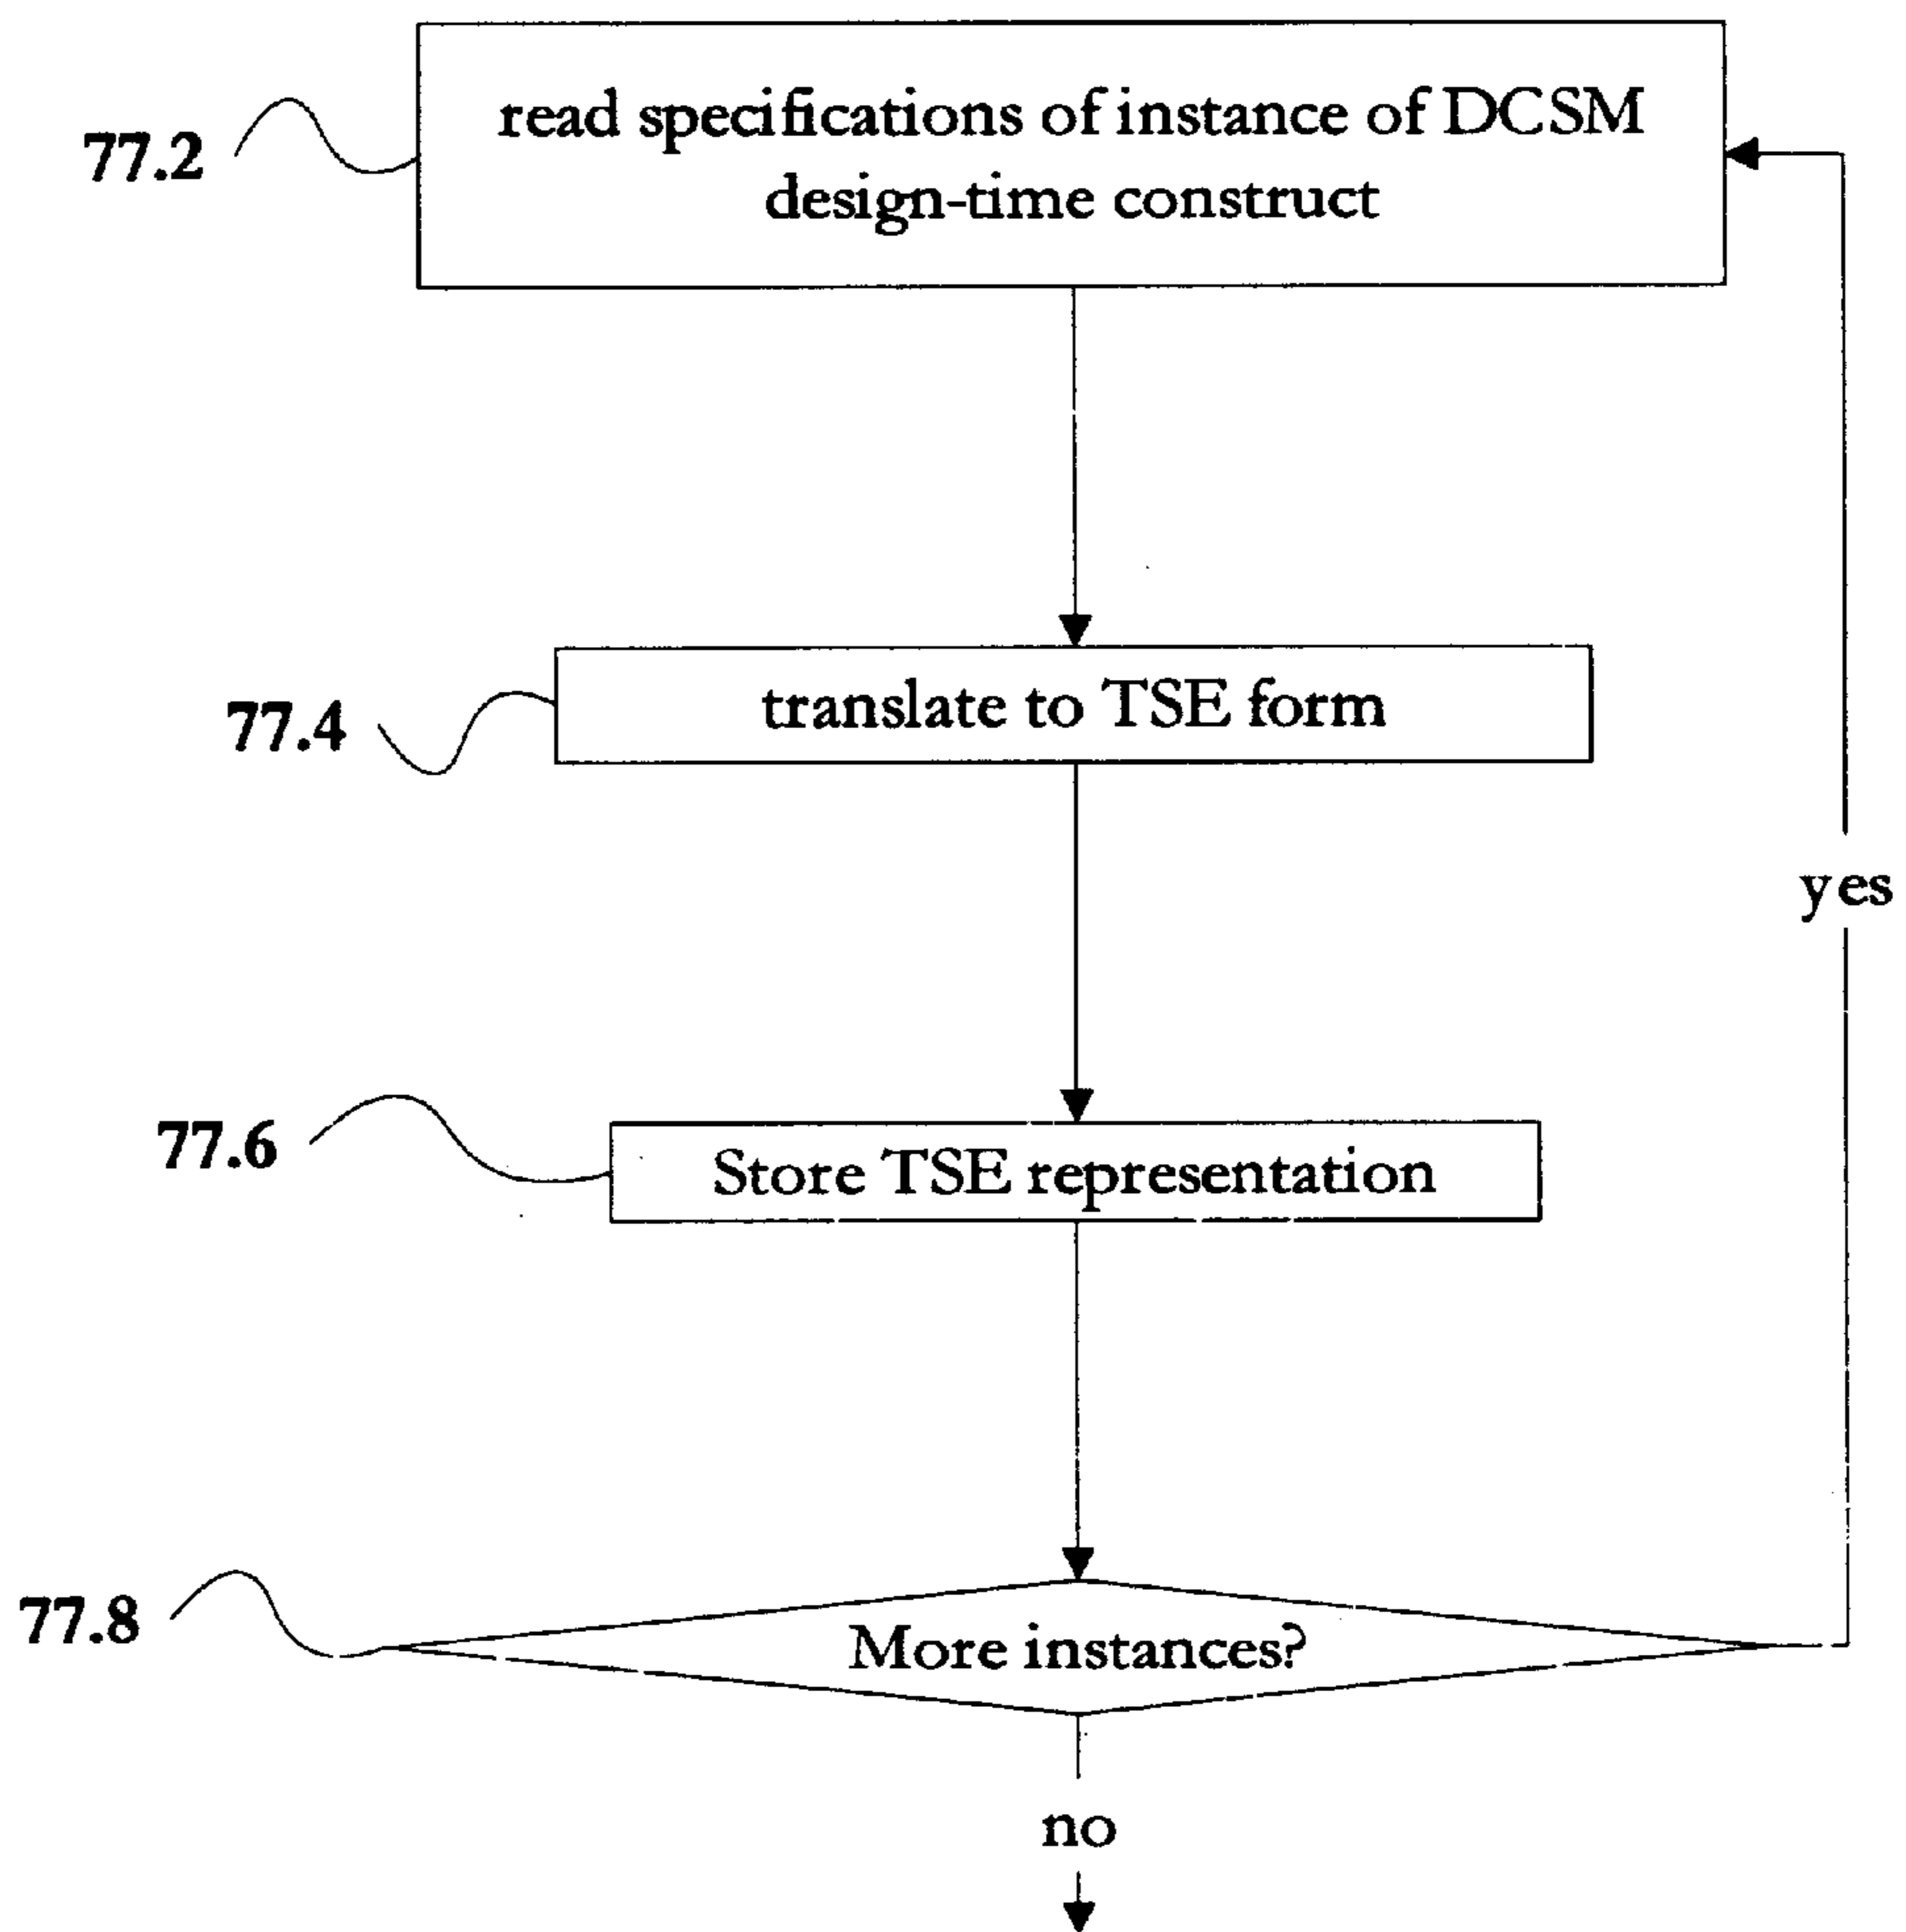 77.2
read specifications of instance of DCSM
design-time construct
77.4
translate to TSE form
yes
77.6
Store TSE representation
77.8
More instances?
no